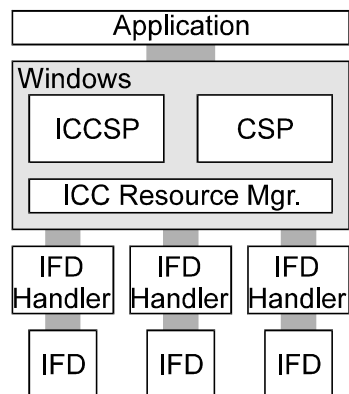 Application
Windows
ICCSP CSP
ICC Resource Mgr.
IFD IFD IFD
Handler Handler Handler
IFD IFD IFD